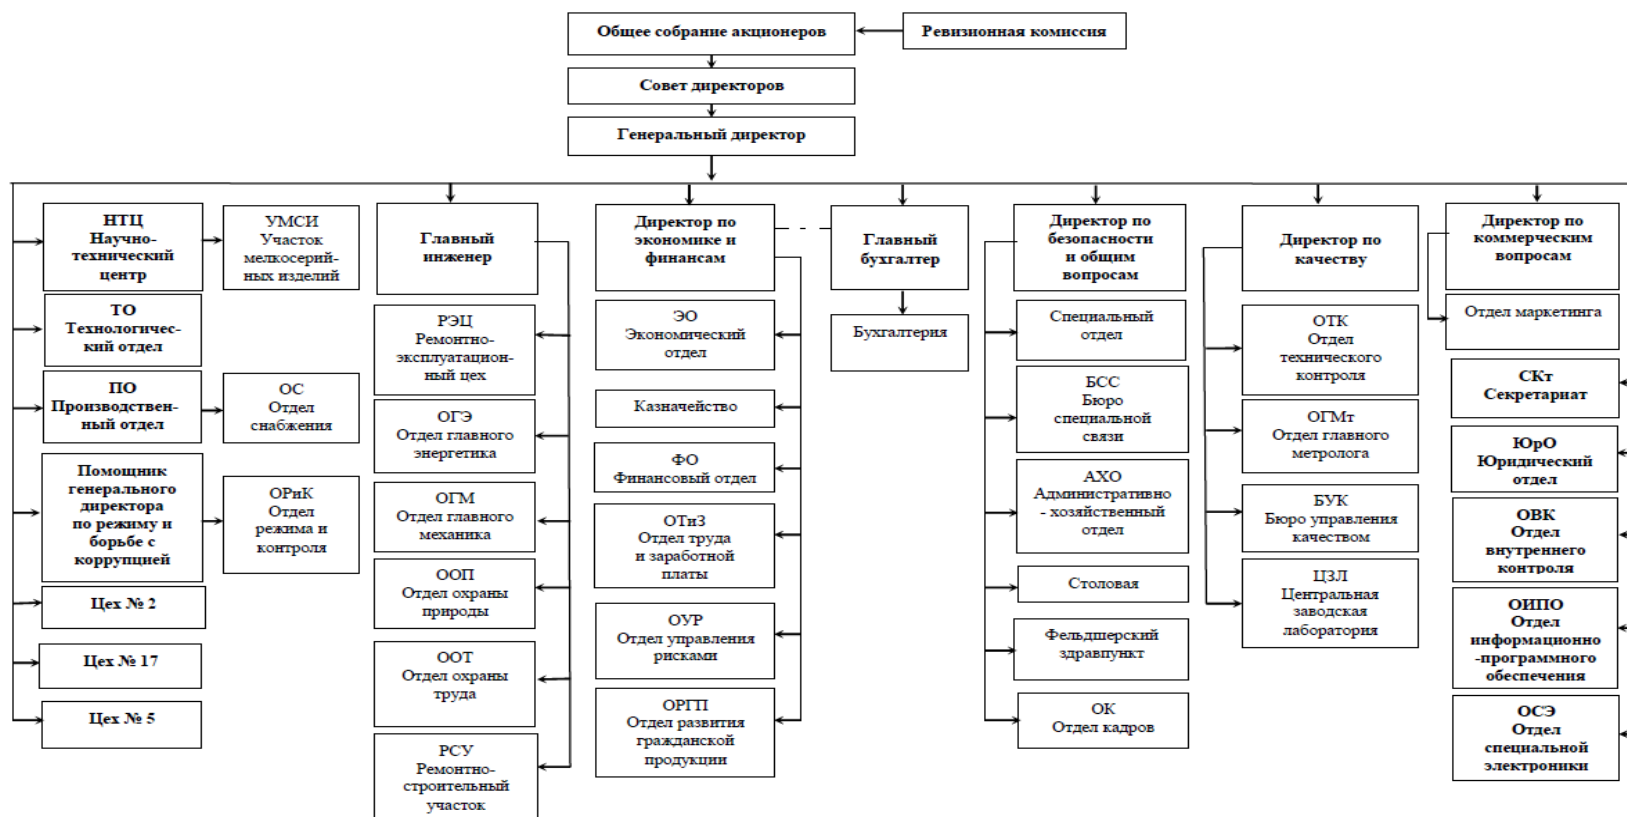 Общее собрание акционеров
Ревизионная комиссия
Совет директоров
Генеральный директор
НТЦ
Научно-
технический
центр
УМСИ
Участок
мелкосерий-
ных изделий
ТО
Технологичес-
кий отдел
ПО
Производствен-
ный отдел
ОС
Отдел
снабжения
Помощник
генерального
директора
по режиму и
борьбе с
коррупцией
ОРиК
Отдел
режима и
контроля
Цех № 2
Цех № 17
Цех № 5
Главный
инженер
РЭЦ
Ремонтно-
эксплуатацион-
ный цех
ОГЭ
Отдел главного
энергетика
ОГМ
Отдел главного
механика
ООП
Отдел охраны
природы
ООТ
Отдел охраны
труда
РСУ
Ремонтно-
строительный
участок
Директор по
экономике и
финансам
ЭО
Экономический
отдел
Казначейство
ФО
Финансовый отдел
ОТиЗ
Отдел труда
и заработной
платы
ОУР
Отдел управления
рисками
ОРГП
Отдел развития
гражданской
продукции
Главный
бухгалтер
Бухгалтерия
Директор по
безопасности
и общим
вопросам
Специальный
отдел
БСС
Бюро
специальной
связи
АХО
Административно
- хозяйственный
отдел
Столовая
Фельдшерский
здравпункт
ОК
Отдел кадров
Директор по
качеству
ОТК
Отдел
технического
контроля
ОГМт
Отдел главного
метролога
БУК
Бюро управления
качеством
ЦЗЛ
Центральная
заводская
лаборатория
Директор по
коммерческим
вопросам
Отдел маркетинга
СКт
Секретариат
ЮрО
Юридический
отдел
ОВК
Отдел
внутреннего
контроля
ОИПО
Отдел
информационно
-программного
обеспечения
ОСЭ
Отдел
специальной
электроники